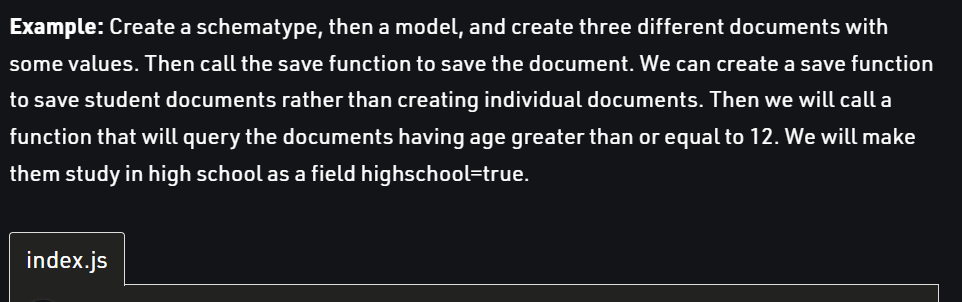 Example: Create a schematype, then a model, and create three different documents with
some values. Then call the save function to save the document. We can create a save function
to save student documents rather than creating individual documents. Then we will call a
function that will query the documents having age greater than or equal to 12. We will make
them study in high school as a field highschool=true.
index.js